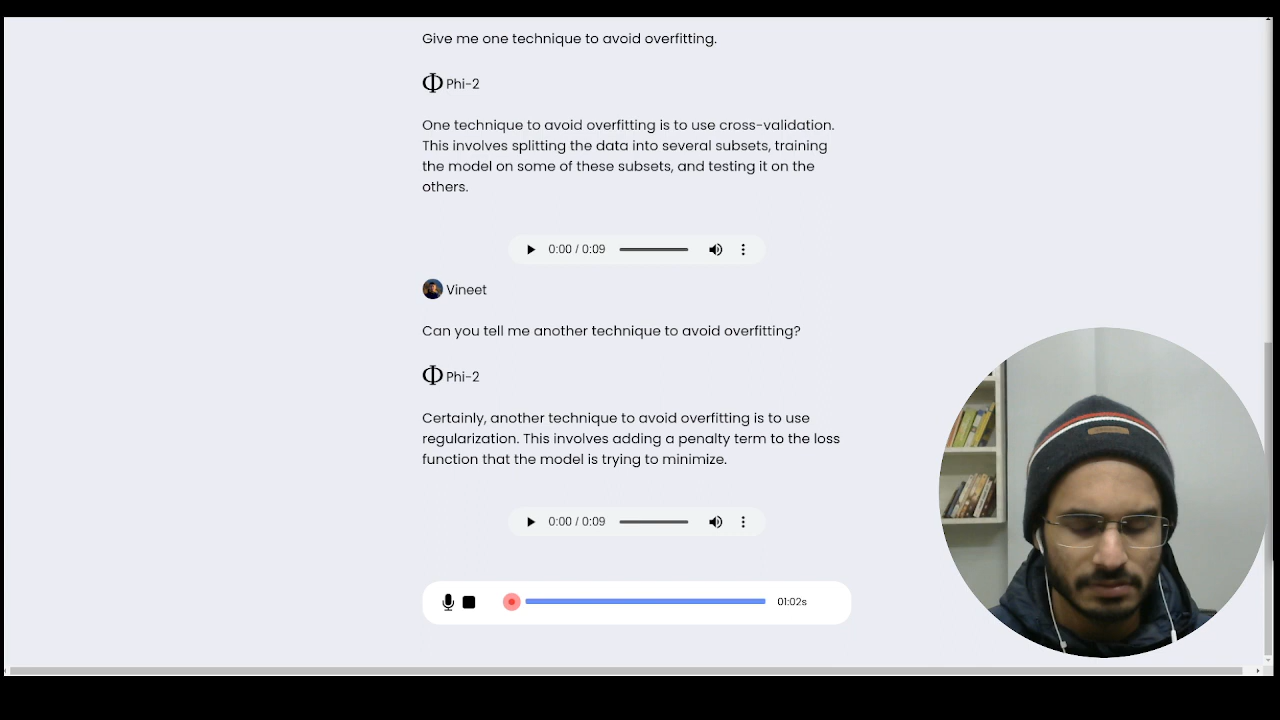 Give me one technique to avoid overfitting.
Φ Phi-2
One technique to avoid overfitting is to use cross-validation.
This involves splitting the data into several subsets, training
the model on some of these subsets, and testing it on the
others.
0:00 / 0:09
Vineet
Can you tell me another technique to avoid overfitting?
Φ Phi-2
Certainly, another technique to avoid overfitting is to use
regularization. This involves adding a penalty term to the loss
function that the model is trying to minimize.
0:00 / 0:09
01:02s